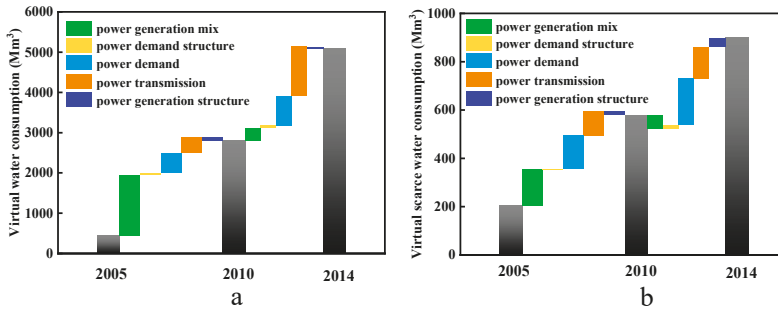 Virtual water consumption (Mm³)
6000
5000
4000
3000
2000
1000
0
power generation mix
power demand structure
power demand
power transmission
power generation structure
2005
2010
2014
a
Virtual scarce water consumption (Mm³)
1000
800
600
400
200
0
power generation mix
power demand structure
power demand
power transmission
power generation structure
2005
2010
2014
b